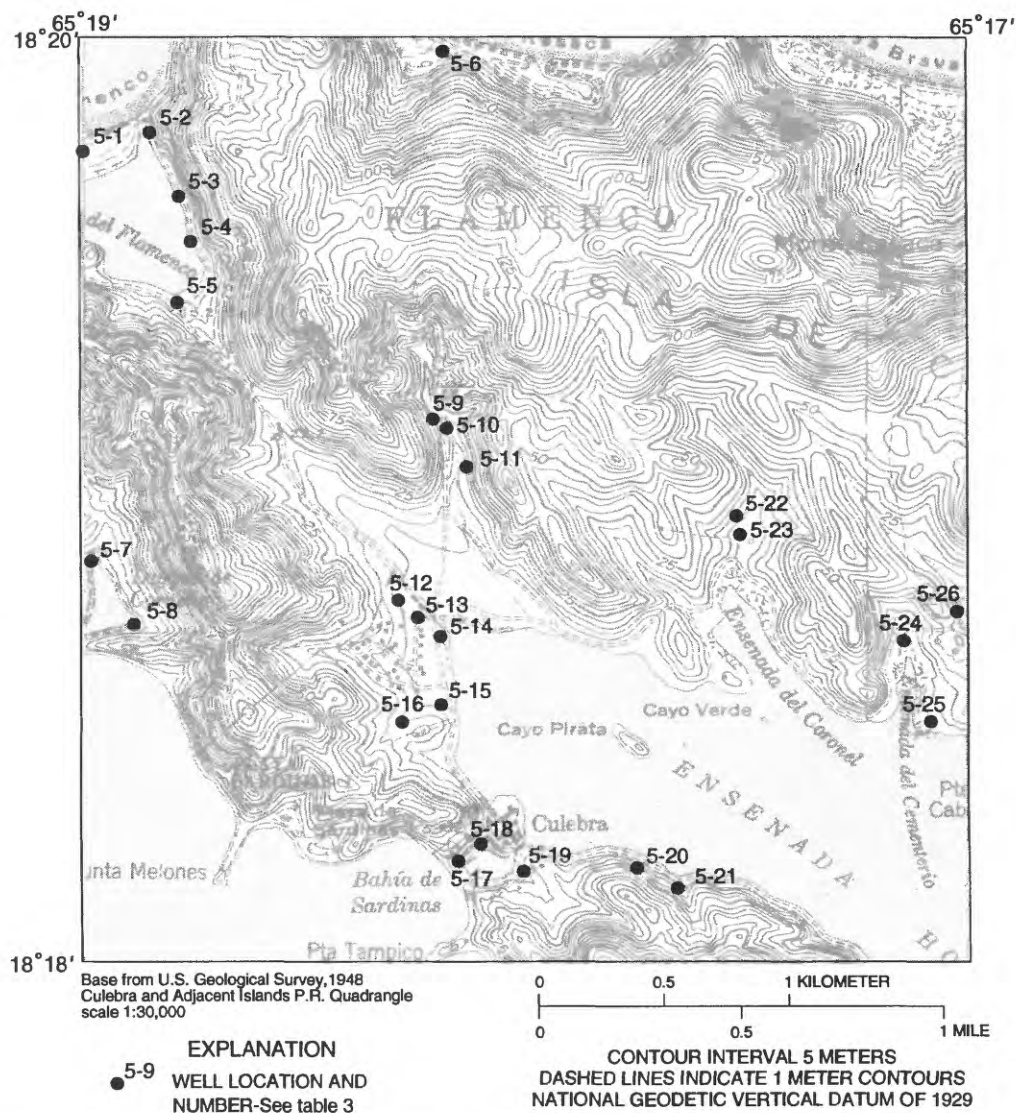 65°19' 65°17'
18°20'
5-6
5-2
5-1
5-3
FLAMENCO
5-4
del Flamenco
ISLA
5-5
DE
5-9
5-10
5-11
5-22
5-23
5-7
5-12
5-26
5-8
5-13
5-24
5-14
Ensenada del Coronel
5-15
5-16
Cayo Verde
5-25
Cayo Pirata
ENSENADA
5-18
Culebra
5-19
5-20
unta Melones
5-17
5-21
Bahía de
Sardinas
Pta Tampico
18°18'
Base from U.S. Geological Survey, 1948
Culebra and Adjacent Islands P.R. Quadrangle
scale 1:30,000
0 0.5 1 KILOMETER
0 0.5 1 MILE
EXPLANATION
5-9 WELL LOCATION AND
NUMBER-See table 3
CONTOUR INTERVAL 5 METERS
DASHED LINES INDICATE 1 METER CONTOURS
NATIONAL GEODETIC VERTICAL DATUM OF 1929